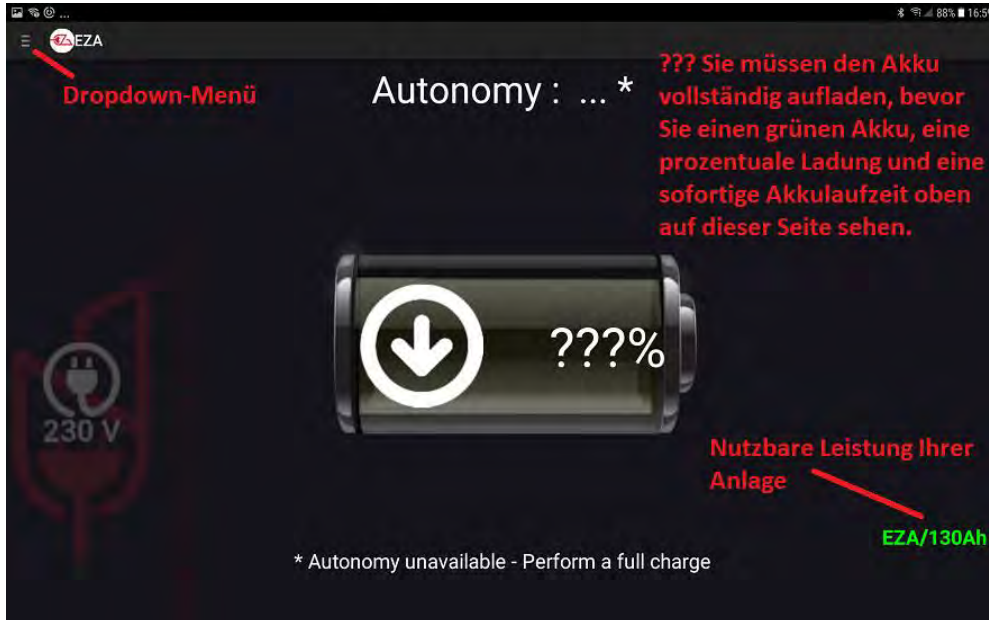 ... 88% 16:59
EZA
Dropdown-Menü
Autonomy : ... *
??? Sie müssen den Akku
vollständig aufladen, bevor
Sie einen grünen Akku, eine
prozentuale Ladung und eine
sofortige Akkulaufzeit oben
auf dieser Seite sehen.
???%
230 V
Nutzbare Leistung Ihrer
Anlage
EZA/130Ah
* Autonomy unavailable - Perform a full charge